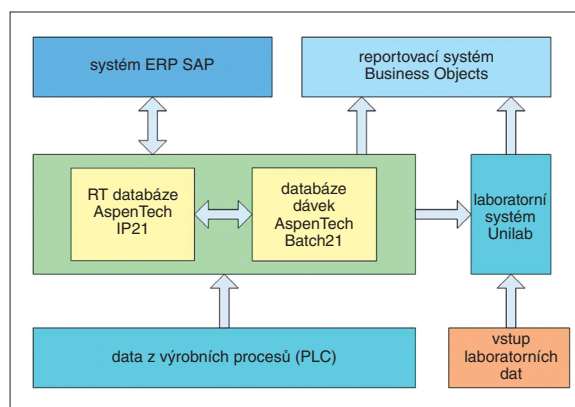 systém ERP SAP
reportovací systém
Business Objects
RT databáze
AspenTech
IP21
databáze
dávek
AspenTech
Batch21
laboratorní
systém
Unilab
data z výrobních procesů (PLC)
vstup
laboratorních
dat